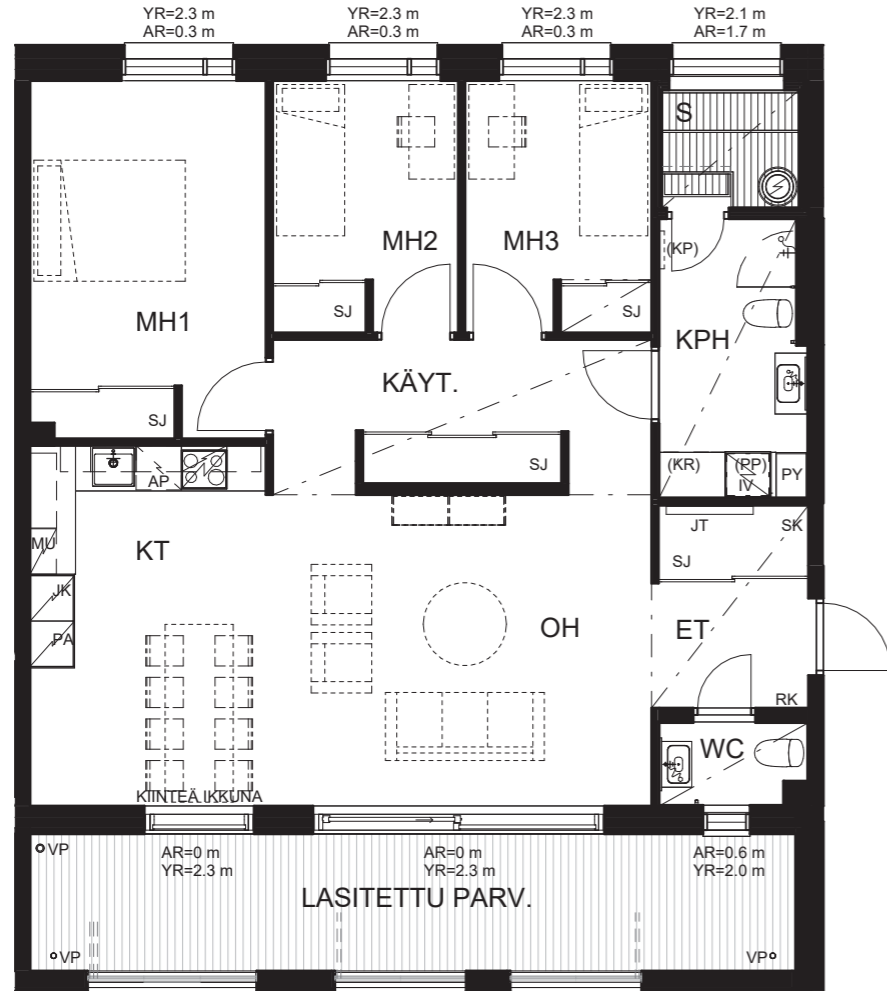 YR=2.3 m
AR=0.3 m
YR=2.3 m
AR=0.3 m
YR=2.3 m
AR=0.3 m
YR=2.1 m
AR=1.7 m
S
MH2
MH3
(KP)
MH1
SJ
SJ
KPH
KÄYT.
SJ
SJ
(KR)
(PP)
IV
PY
AP
MU
KT
JK
PA
JT
SK
SJ
OH
ET
RK
WC
KIINTEÄ IKKUNA
VP
AR=0 m
YR=2.3 m
AR=0 m
YR=2.3 m
AR=0.6 m
YR=2.0 m
LASITETTU PARV.
VP
VP